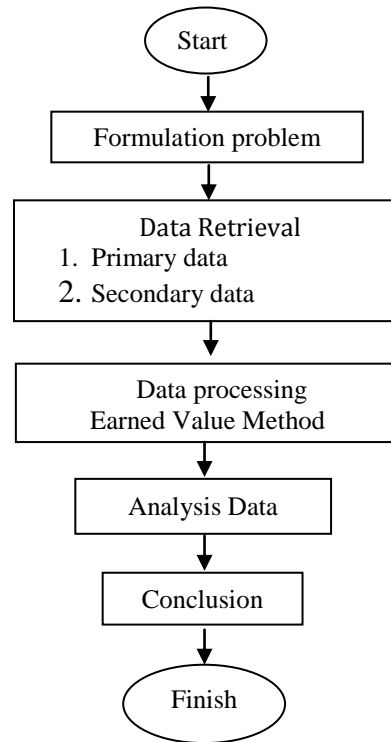 Start
Formulation problem
Data Retrieval
1. Primary data
2. Secondary data
Data processing
Earned Value Method
Analysis Data
Conclusion
Finish